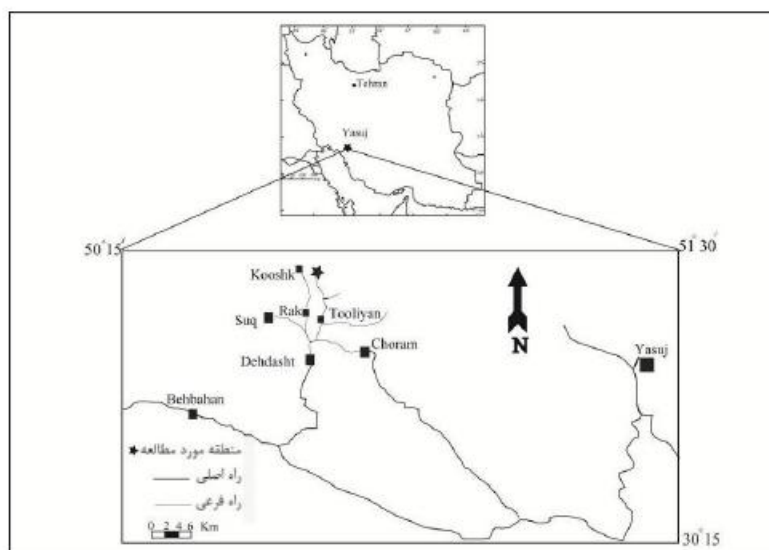 Tehran
Yasuj
50°15′
51°30′
Kooshk
Rak
Tooliyan
Suq
Choram
Dehdasht
Yasuj
Behbahan
N
منطقه مورد مطالعه
راه اصلی
راه فرعی
0 2 4 6 Km
30°15